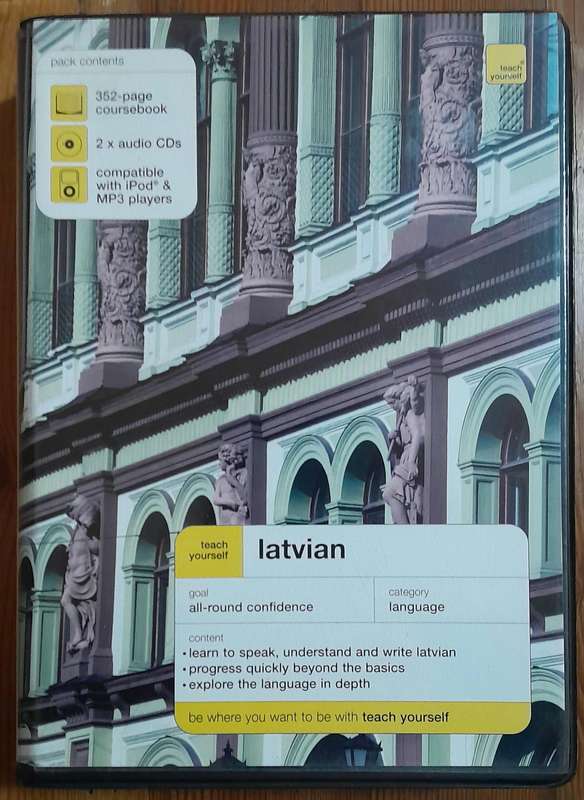 pack contents
352-page
coursebook
2 x audio CDs
compatible
with iPod® &
MP3 players
teach
yourself®
teach
yourself
latvian
goal
all-round confidence
category
language
content
• learn to speak, understand and write latvian
• progress quickly beyond the basics
• explore the language in depth
be where you want to be with teach yourself